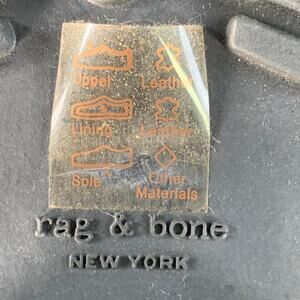 Upper Leather
Lining Leather
Sole Other
Materials
rag & bone
NEW YORK